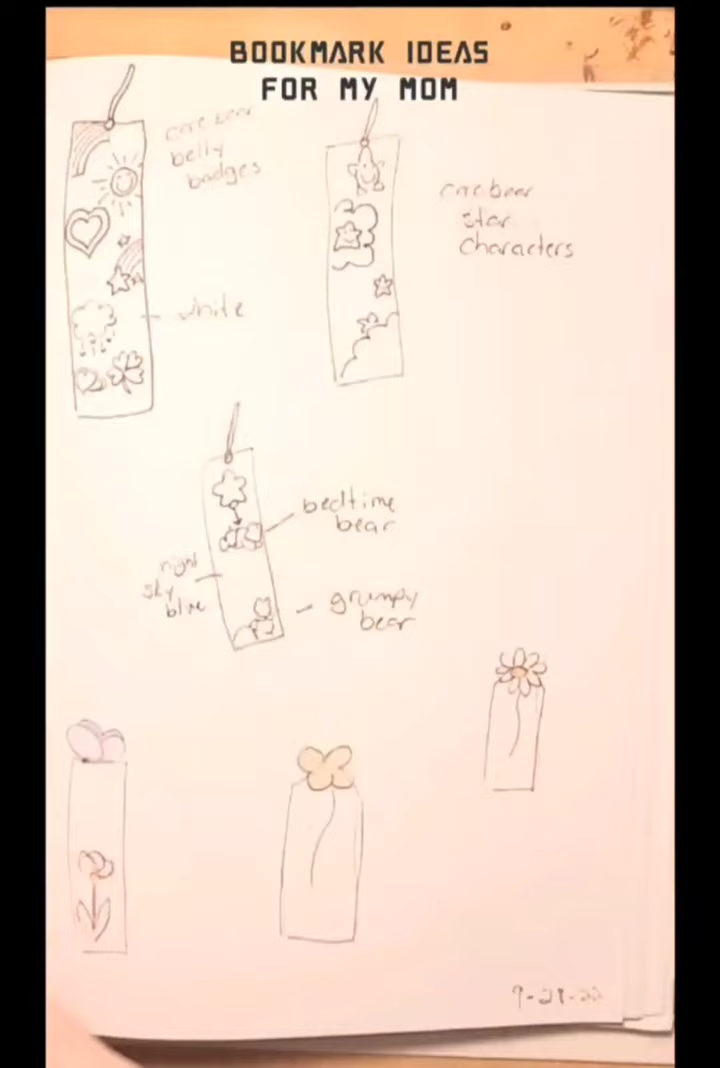 BOOKMARK IDEAS
FOR MY MOM
care bear
belly
badges
white
care bear
star
characters
bedtime
bear
night
sky
blue
grumpy
bear
9-29-22